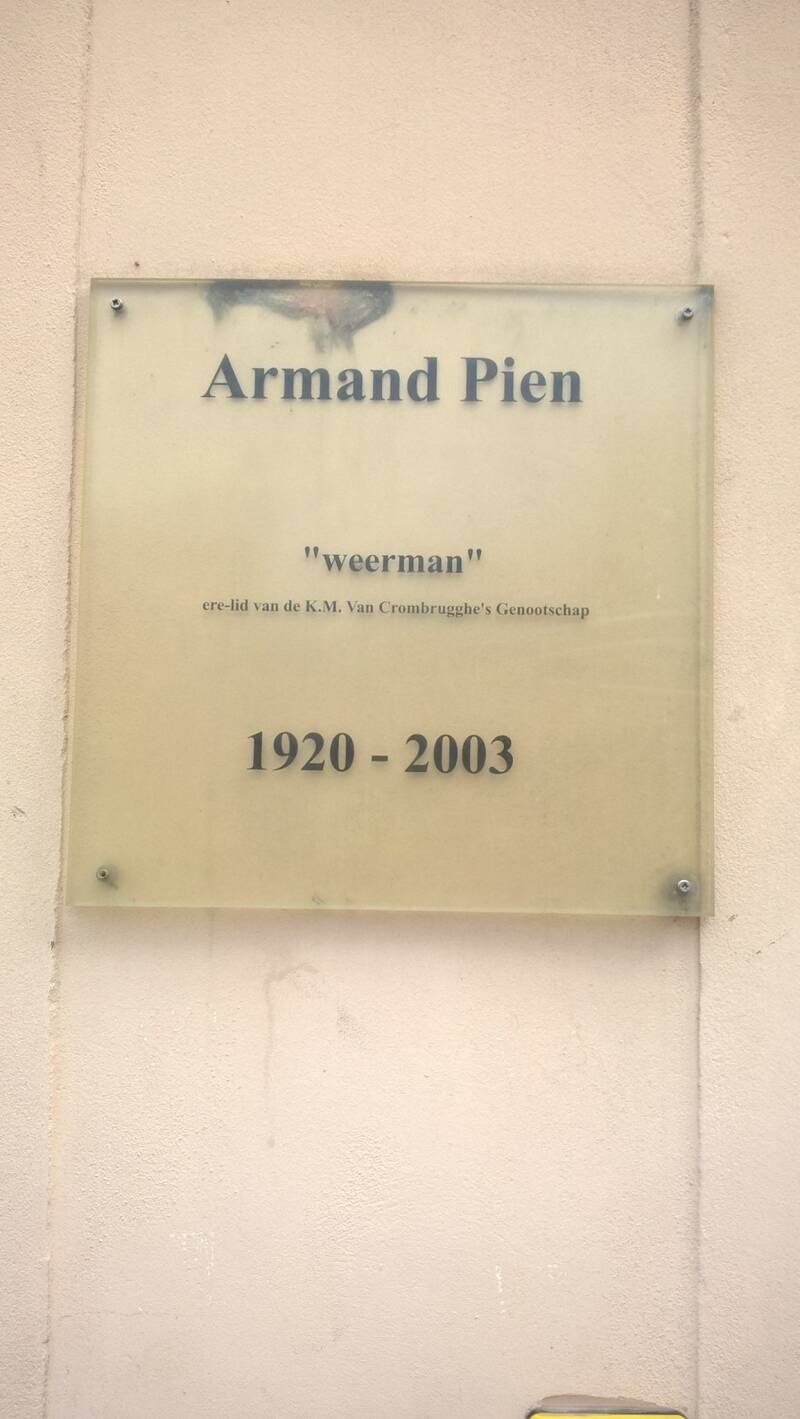 Armand Pien
"weerman"
ere-lid van de K.M. Van Crombrugghe's Genootschap
1920 - 2003